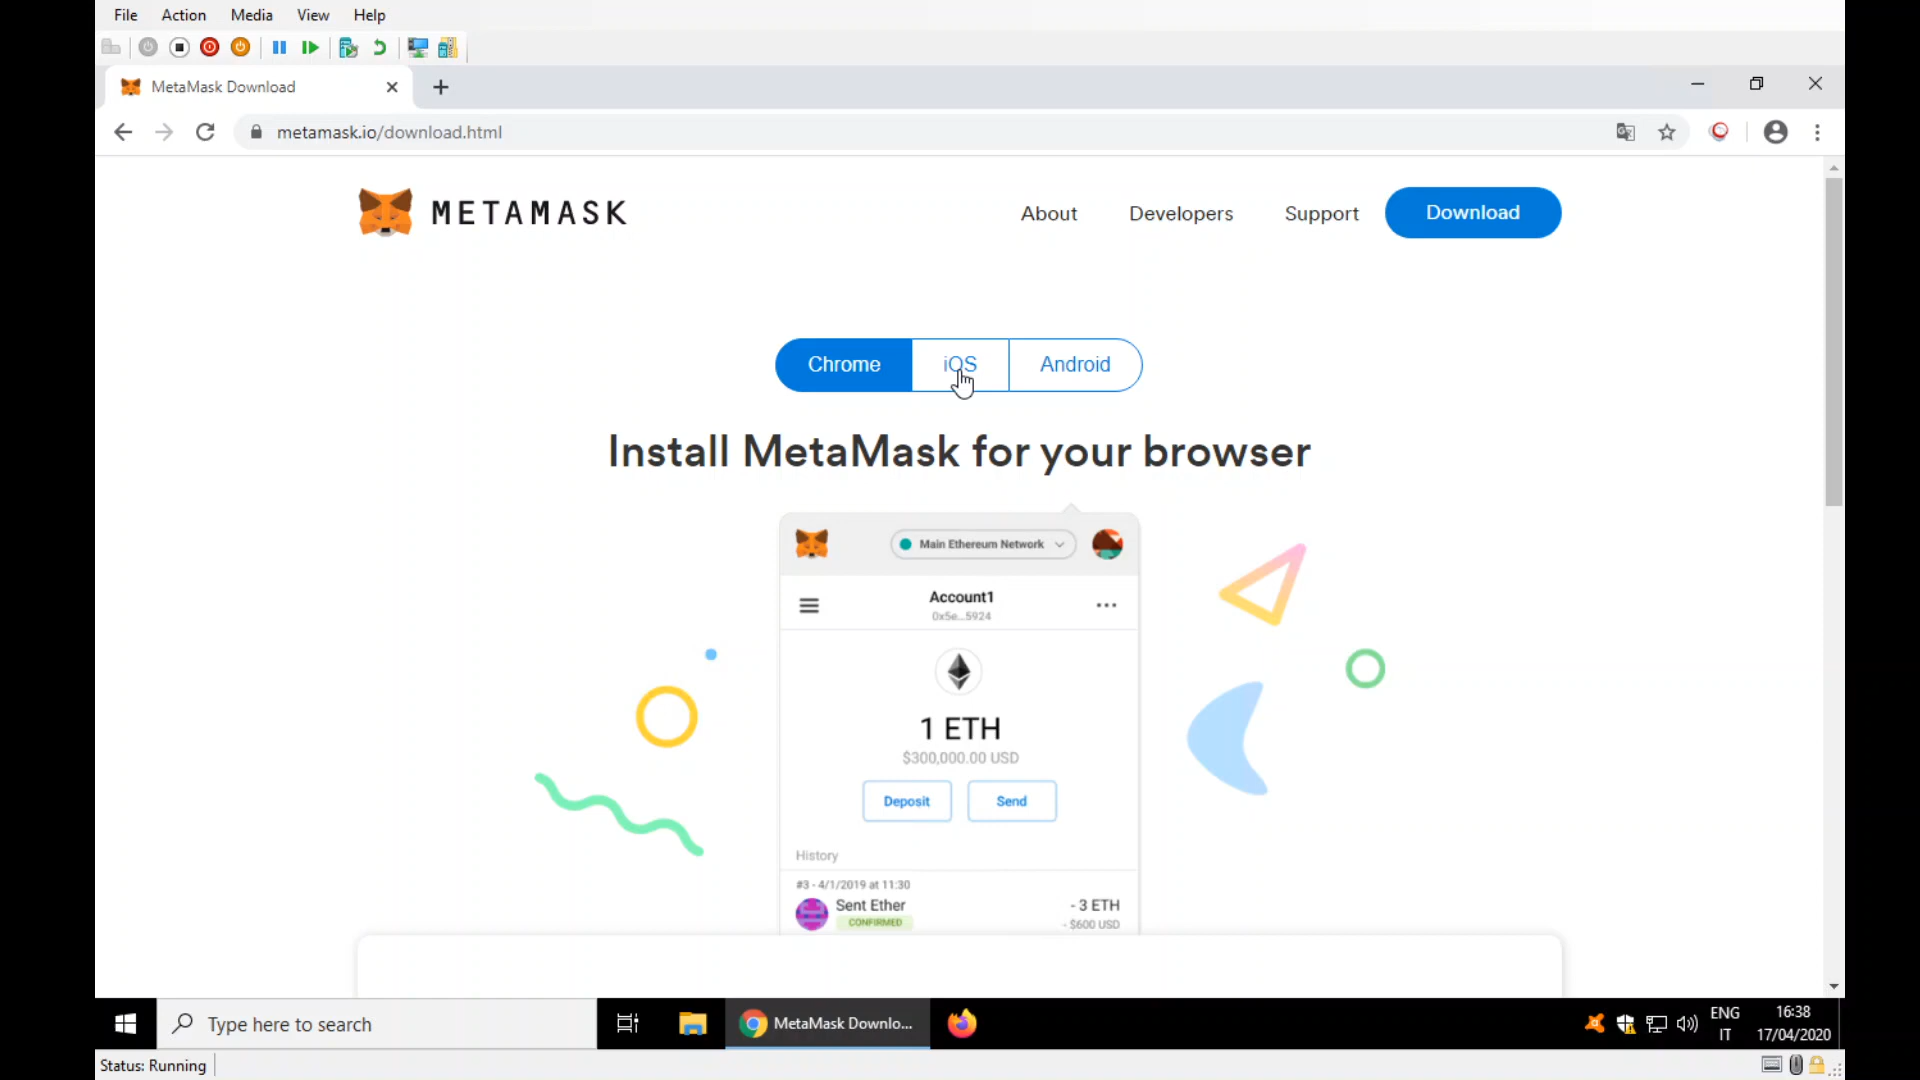 File Action Media View Help
MetaMask Download
metamask.io/download.html
METAMASK
About Developers Support Download
Chrome iOS Android
Install MetaMask for your browser
Main Ethereum Network
Account1
0x5e...5924
1 ETH
$300,000.00 USD
Deposit Send
History
#3 - 4/1/2019 at 11:30
Sent Ether - 3 ETH
CONFIRMED - $600 USD
Type here to search
MetaMask Downlo...
ENG 16:38
IT 17/04/2020
Status: Running